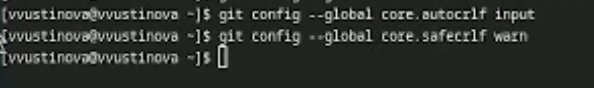 [vvustinova@vvustinova ~]$ git config --global core.autocrlf input
[vvustinova@vvustinova ~]$ git config --global core.safecrlf warn
[vvustinova@vvustinova ~]$